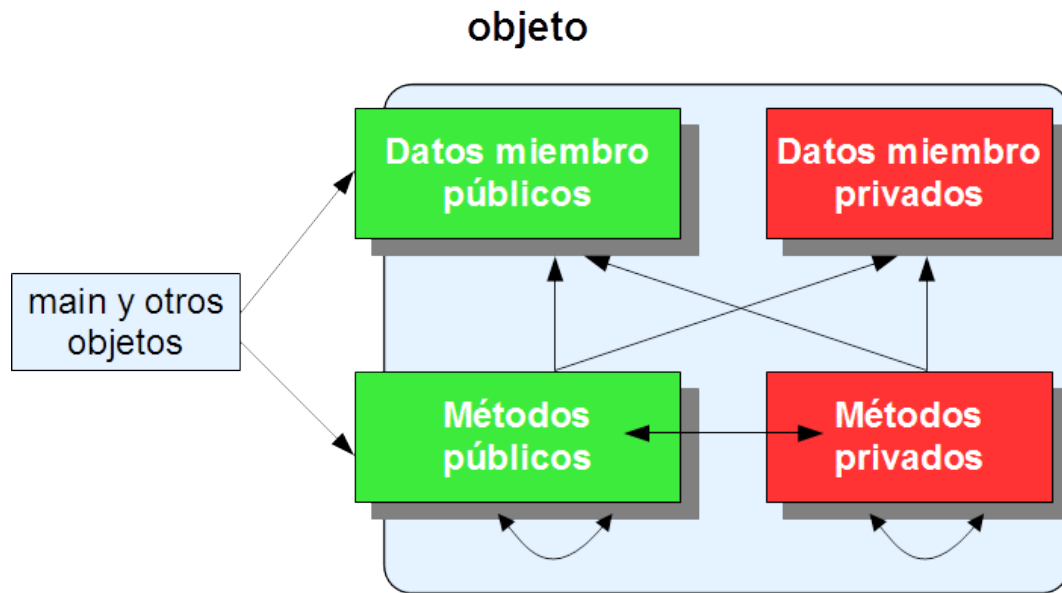 objeto
Datos miembro
públicos
Datos miembro
privados
main y otros
objetos
Métodos
públicos
Métodos
privados